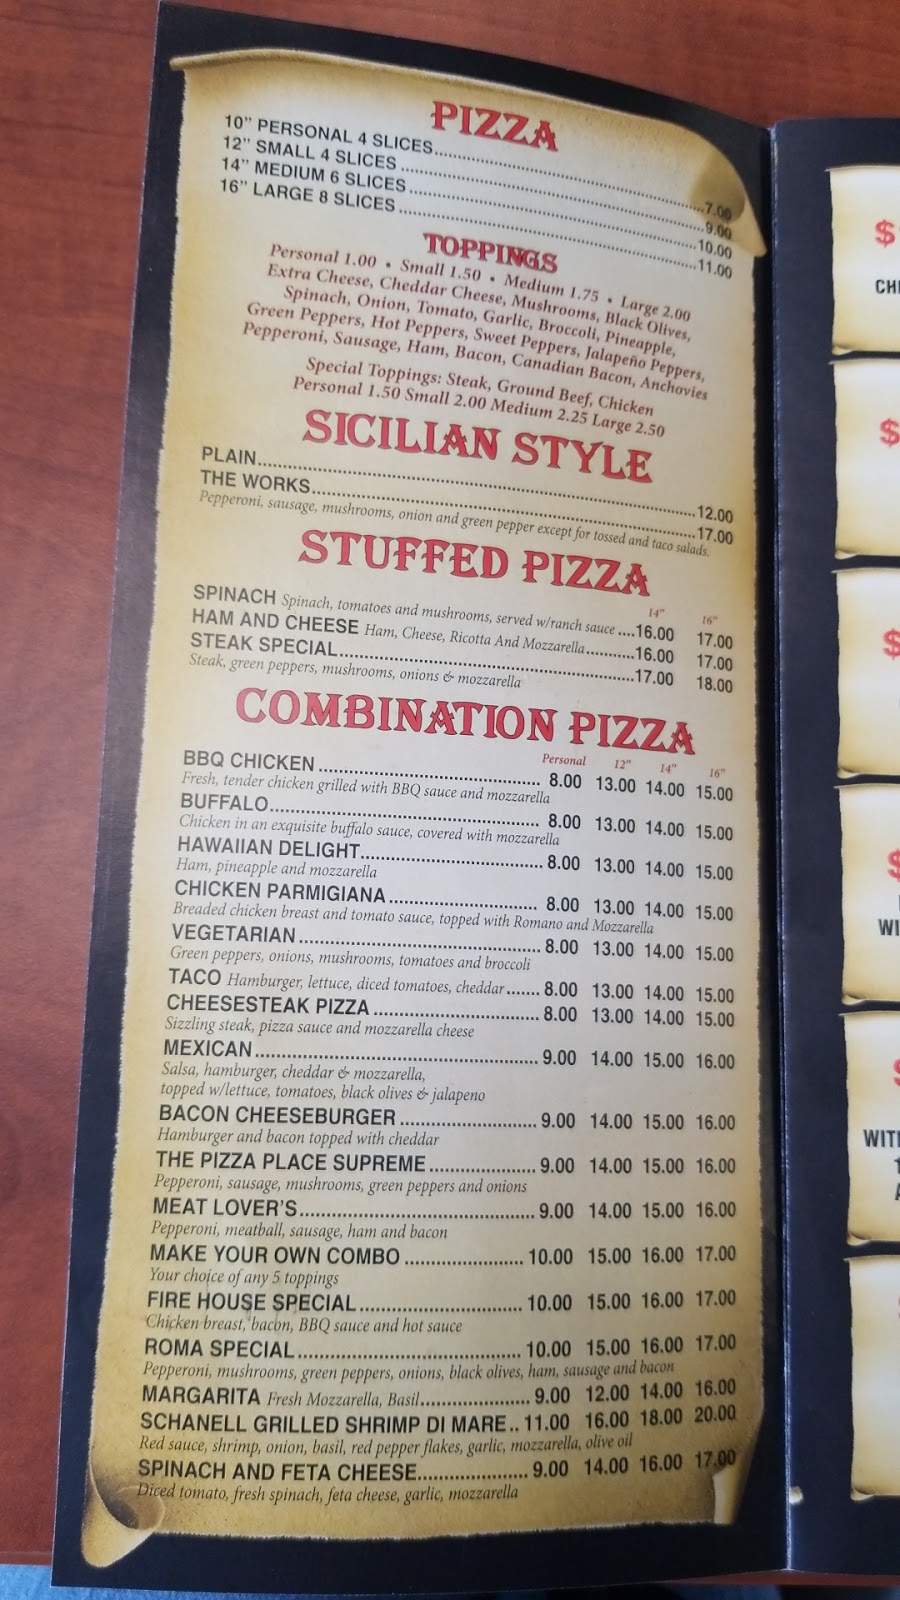 PIZZA
10" PERSONAL 4 SLICES.....7.00
12" SMALL 4 SLICES.....9.00
14" MEDIUM 6 SLICES.....10.00
16" LARGE 8 SLICES.....11.00
TOPPINGS
Personal 1.00 • Small 1.50 • Medium 1.75 • Large 2.00
Extra Cheese, Cheddar Cheese, Mushrooms, Black Olives,
Spinach, Onion, Tomato, Garlic, Broccoli, Pineapple,
Green Peppers, Hot Peppers, Sweet Peppers, Jalapeño Peppers,
Pepperoni, Sausage, Ham, Bacon, Canadian Bacon, Anchovies
Special Toppings: Steak, Ground Beef, Chicken
Personal 1.50 Small 2.00 Medium 2.25 Large 2.50
SICILIAN STYLE
PLAIN.....12.00
THE WORKS.....17.00
Pepperoni, sausage, mushrooms, onion and green pepper except for tossed and taco salads.
STUFFED PIZZA
14" 16"
SPINACH Spinach, tomatoes and mushrooms, served w/ranch sauce ....16.00 17.00
HAM AND CHEESE Ham, Cheese, Ricotta And Mozzarella.....16.00 17.00
STEAK SPECIAL.....17.00 18.00
Steak, green peppers, mushrooms, onions & mozzarella
COMBINATION PIZZA
Personal 12" 14" 16"
BBQ CHICKEN..... 8.00 13.00 14.00 15.00
Fresh, tender chicken grilled with BBQ sauce and mozzarella
BUFFALO..... 8.00 13.00 14.00 15.00
Chicken in an exquisite buffalo sauce, covered with mozzarella
HAWAIIAN DELIGHT..... 8.00 13.00 14.00 15.00
Ham, pineapple and mozzarella
CHICKEN PARMIGIANA..... 8.00 13.00 14.00 15.00
Breaded chicken breast and tomato sauce, topped with Romano and Mozzarella
VEGETARIAN..... 8.00 13.00 14.00 15.00
Green peppers, onions, mushrooms, tomatoes and broccoli
TACO Hamburger, lettuce, diced tomatoes, cheddar..... 8.00 13.00 14.00 15.00
CHEESESTEAK PIZZA..... 8.00 13.00 14.00 15.00
Sizzling steak, pizza sauce and mozzarella cheese
MEXICAN..... 9.00 14.00 15.00 16.00
Salsa, hamburger, cheddar & mozzarella,
topped w/lettuce, tomatoes, black olives & jalapeno
BACON CHEESEBURGER..... 9.00 14.00 15.00 16.00
Hamburger and bacon topped with cheddar
THE PIZZA PLACE SUPREME..... 9.00 14.00 15.00 16.00
Pepperoni, sausage, mushrooms, green peppers and onions
MEAT LOVER'S..... 9.00 14.00 15.00 16.00
Pepperoni, meatball, sausage, ham and bacon
MAKE YOUR OWN COMBO..... 10.00 15.00 16.00 17.00
Your choice of any 5 toppings
FIRE HOUSE SPECIAL..... 10.00 15.00 16.00 17.00
Chicken breast, bacon, BBQ sauce and hot sauce
ROMA SPECIAL..... 10.00 15.00 16.00 17.00
Pepperoni, mushrooms, green peppers, onions, black olives, ham, sausage and bacon
MARGARITA Fresh Mozzarella, Basil..... 9.00 12.00 14.00 16.00
SCHANELL GRILLED SHRIMP DI MARE.. 11.00 16.00 18.00 20.00
Red sauce, shrimp, onion, basil, red pepper flakes, garlic, mozzarella, olive oil
SPINACH AND FETA CHEESE..... 9.00 14.00 16.00 17.00
Diced tomato, fresh spinach, feta cheese, garlic, mozzarella
$
$
$
$
WITH